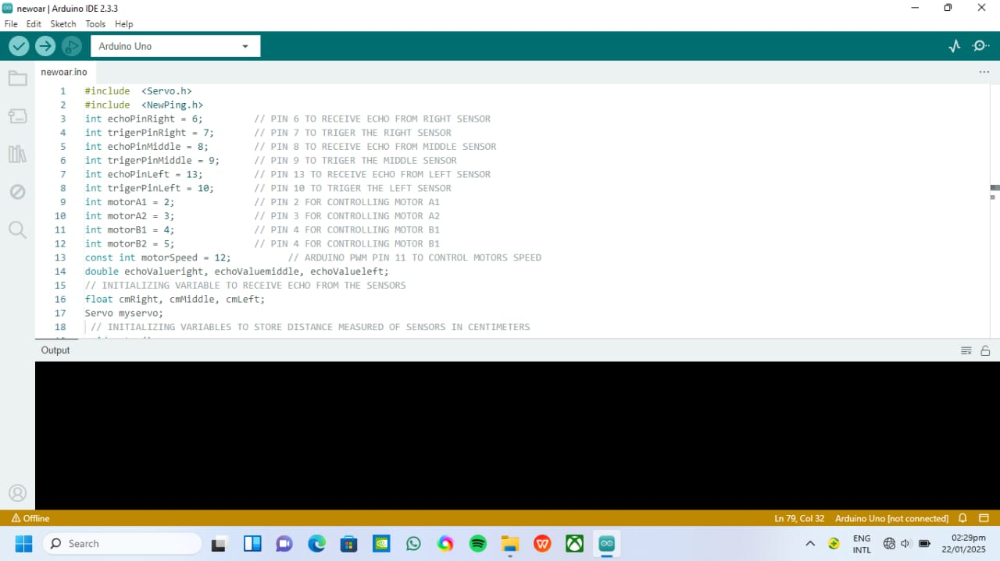 newoar | Arduino IDE 2.3.3
File Edit Sketch Tools Help
Arduino Uno
newoar.ino
1 #include <Servo.h>
2 #include <NewPing.h>
3 int echoPinRight = 6; // PIN 6 TO RECEIVE ECHO FROM RIGHT SENSOR
4 int trigerPinRight = 7; // PIN 7 TO TRIGER THE RIGHT SENSOR
5 int echoPinMiddle = 8; // PIN 8 TO RECEIVE ECHO FROM MIDDLE SENSOR
6 int trigerPinMiddle = 9; // PIN 9 TO TRIGER THE MIDDLE SENSOR
7 int echoPinLeft = 13; // PIN 13 TO RECEIVE ECHO FROM LEFT SENSOR
8 int trigerPinLeft = 10; // PIN 10 TO TRIGER THE LEFT SENSOR
9 int motorA1 = 2; // PIN 2 FOR CONTROLLING MOTOR A1
10 int motorA2 = 3; // PIN 3 FOR CONTROLLING MOTOR A2
11 int motorB1 = 4; // PIN 4 FOR CONTROLLING MOTOR B1
12 int motorB2 = 5; // PIN 4 FOR CONTROLLING MOTOR B1
13 const int motorSpeed = 12; // ARDUINO PWM PIN 11 TO CONTROL MOTORS SPEED
14 double echoValueright, echoValuemiddle, echoValueleft;
15 // INITIALIZING VARIABLE TO RECEIVE ECHO FROM THE SENSORS
16 float cmRight, cmMiddle, cmLeft;
17 Servo myservo;
18 // INITIALIZING VARIABLES TO STORE DISTANCE MEASURED OF SENSORS IN CENTIMETERS
Output
Offline
Ln 79, Col 32 Arduino Uno [not connected]
Search
ENG
INTL
02:29pm
22/01/2025